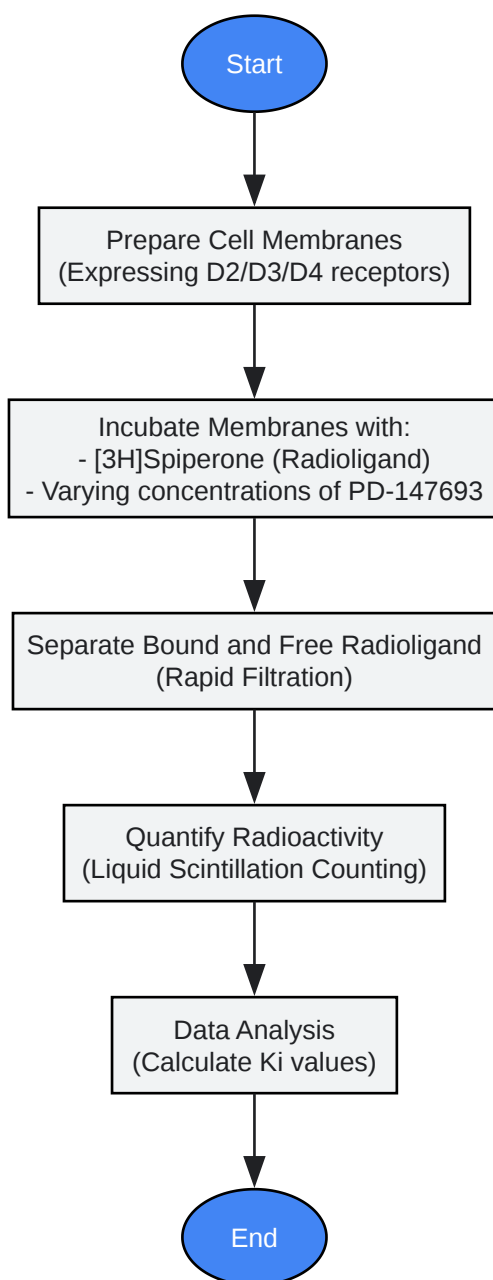 Start
Prepare Cell Membranes
(Expressing D2/D3/D4 receptors)
Incubate Membranes with:
- [3H]Spiperone (Radioligand)
- Varying concentrations of PD-147693
Separate Bound and Free Radioligand
(Rapid Filtration)
Quantify Radioactivity
(Liquid Scintillation Counting)
Data Analysis
(Calculate Ki values)
End